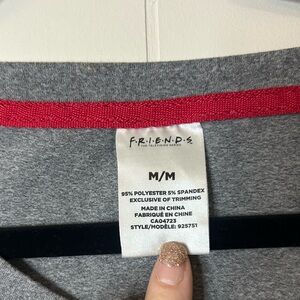 F·R·I·E·N·D·S
THE TELEVISION SERIES
M/M
95% POLYESTER 5% SPANDEX
EXCLUSIVE OF TRIMMING
MADE IN CHINA
FABRIQUÉ EN CHINE
CA04723
STYLE/MODÈLE: 925751